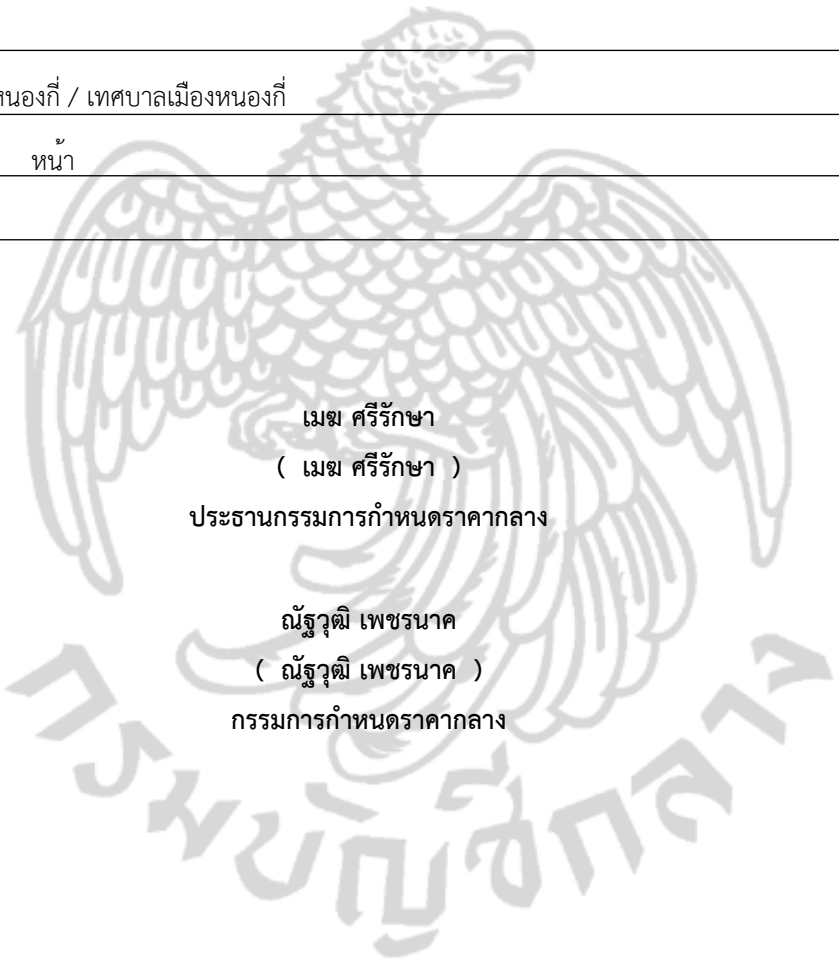 หนองกี่ / เทศบาลเมืองหนองกี่
หน้า
เมฆ ศรีรักษา
( เมฆ ศรีรักษา )
ประธานกรรมการกำหนดราคากลาง
ณัฐวุฒิ เพชรนาค
( ณัฐวุฒิ เพชรนาค )
กรรมการกำหนดราคากลาง
กรมบัญชีกลาง